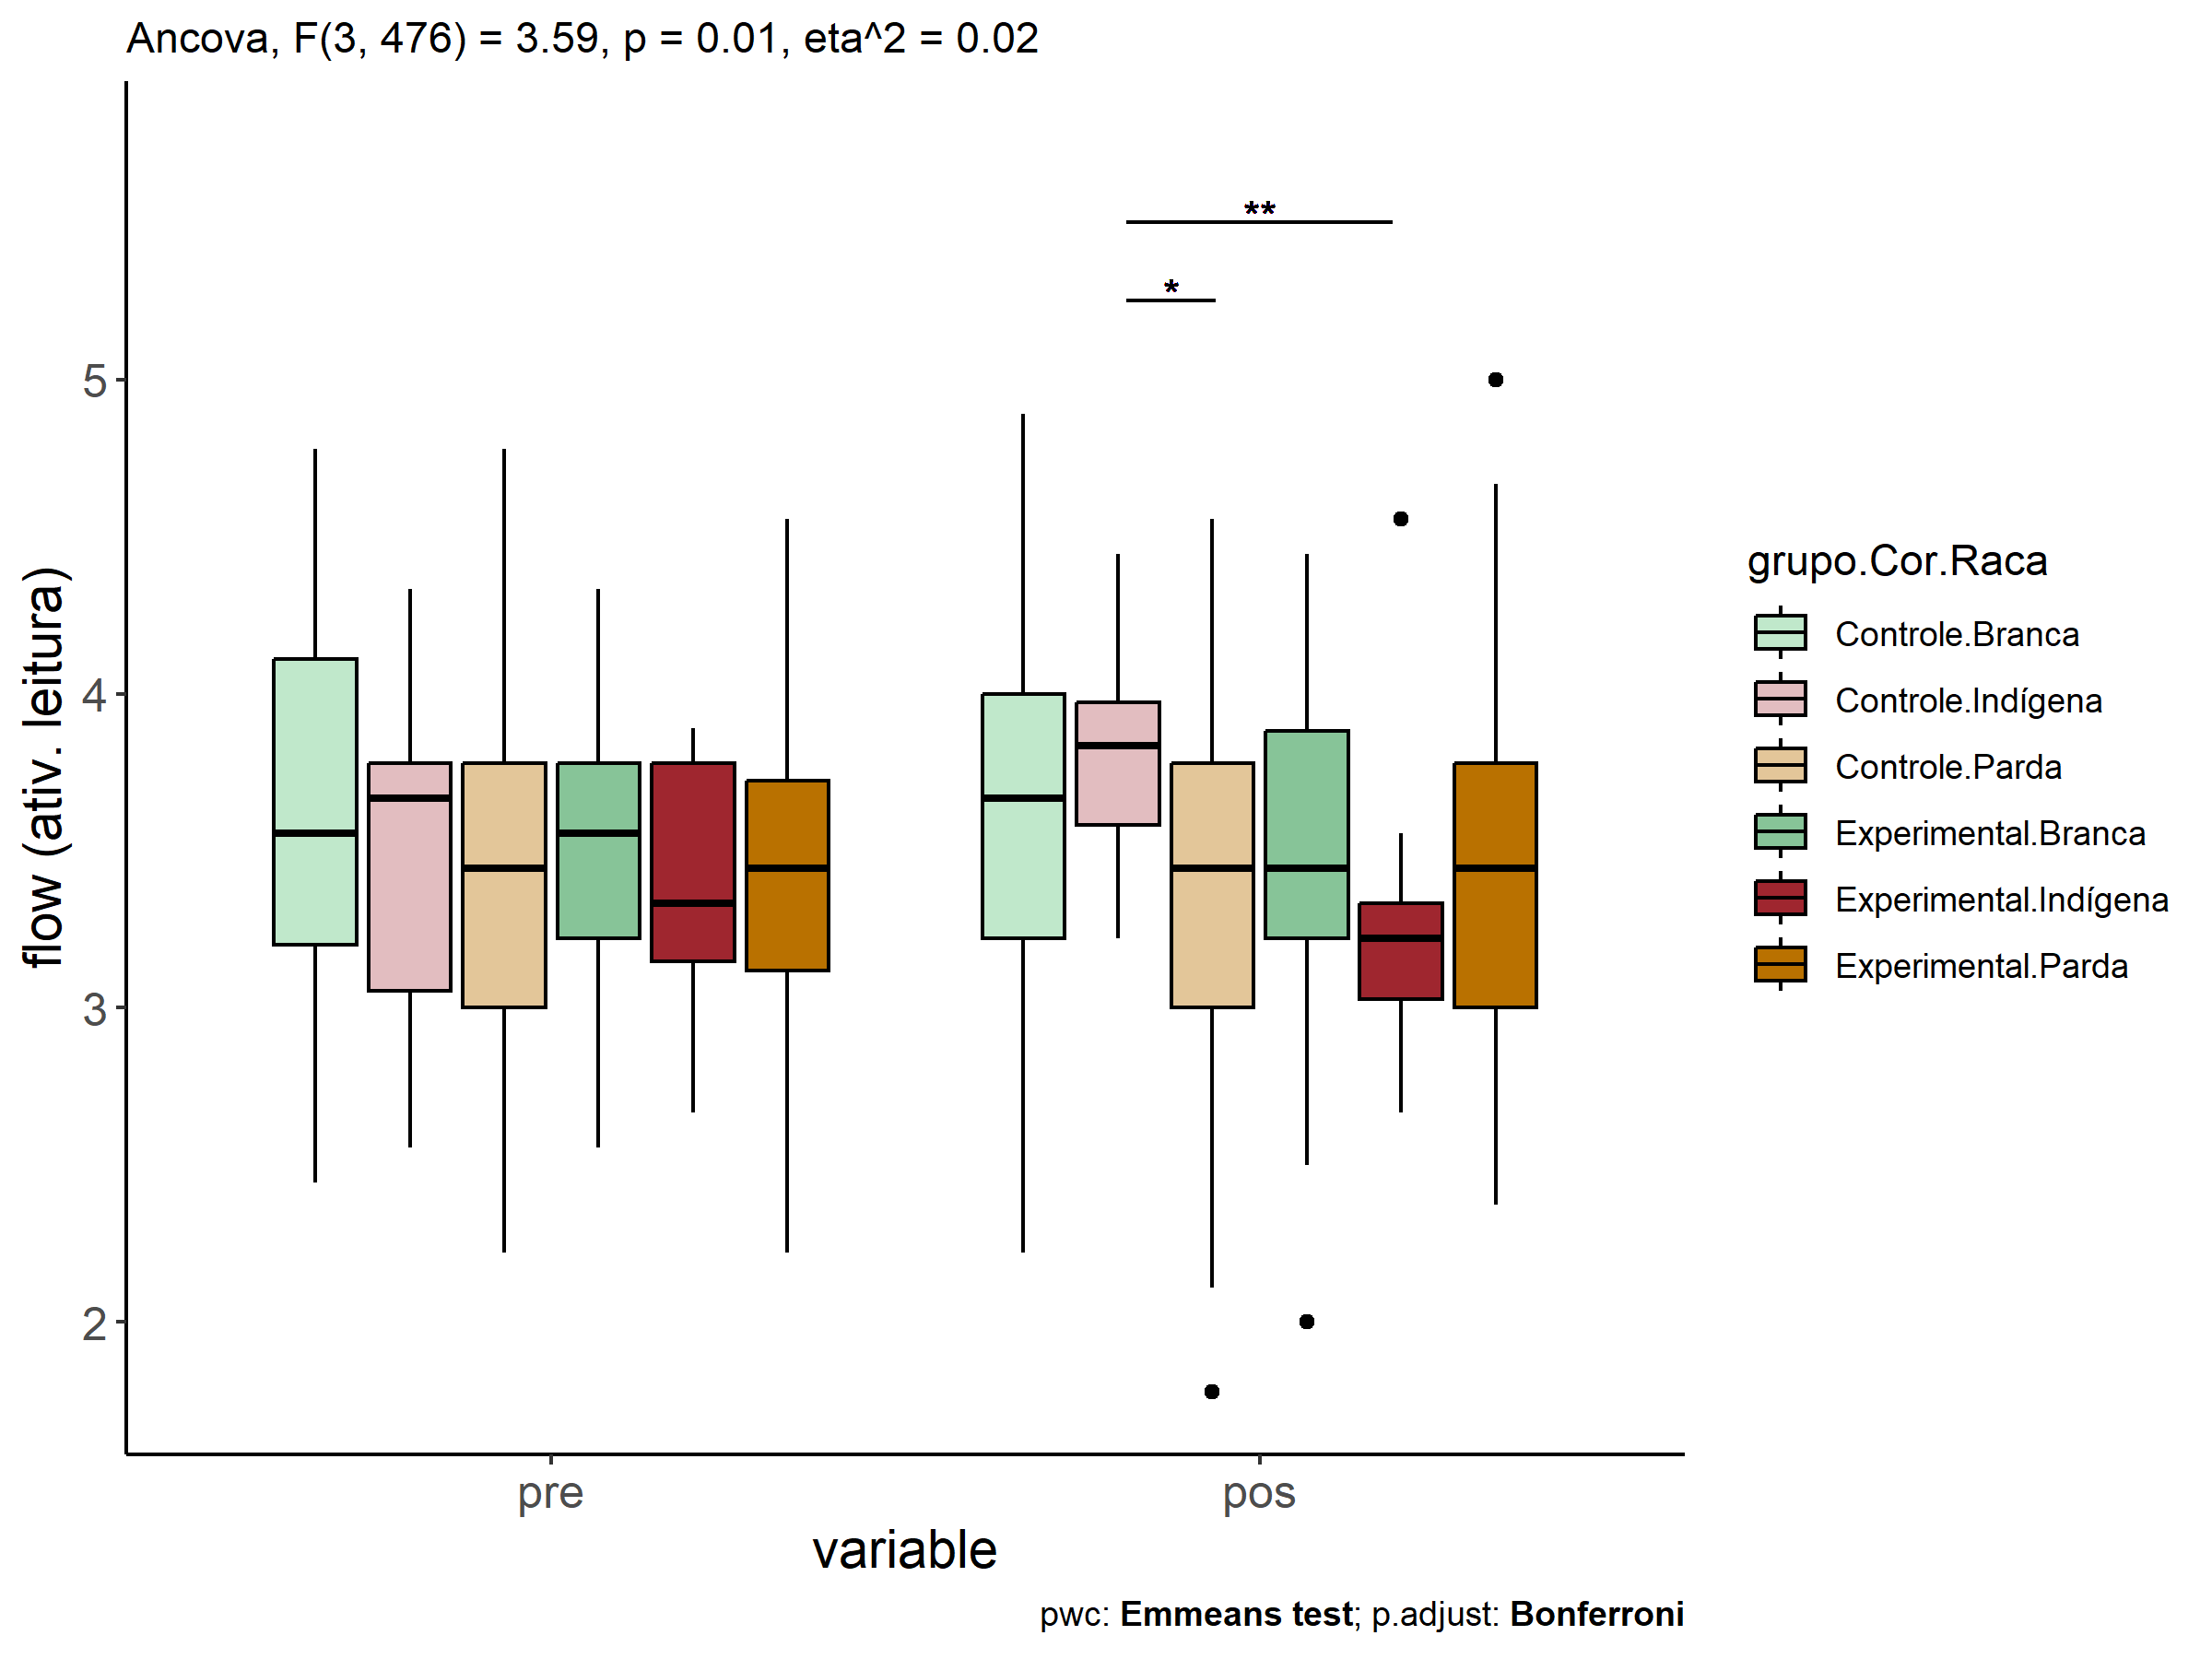 Ancova, F(3, 476) = 3.59, p = 0.01, eta^2 = 0.02
**
*
5
4
3
2
flow (ativ. leitura)
pre
pos
variable
grupo.Cor.Raca
Controle.Branca
Controle.Indígena
Controle.Parda
Experimental.Branca
Experimental.Indígena
Experimental.Parda
pwc: Emmeans test; p.adjust: Bonferroni